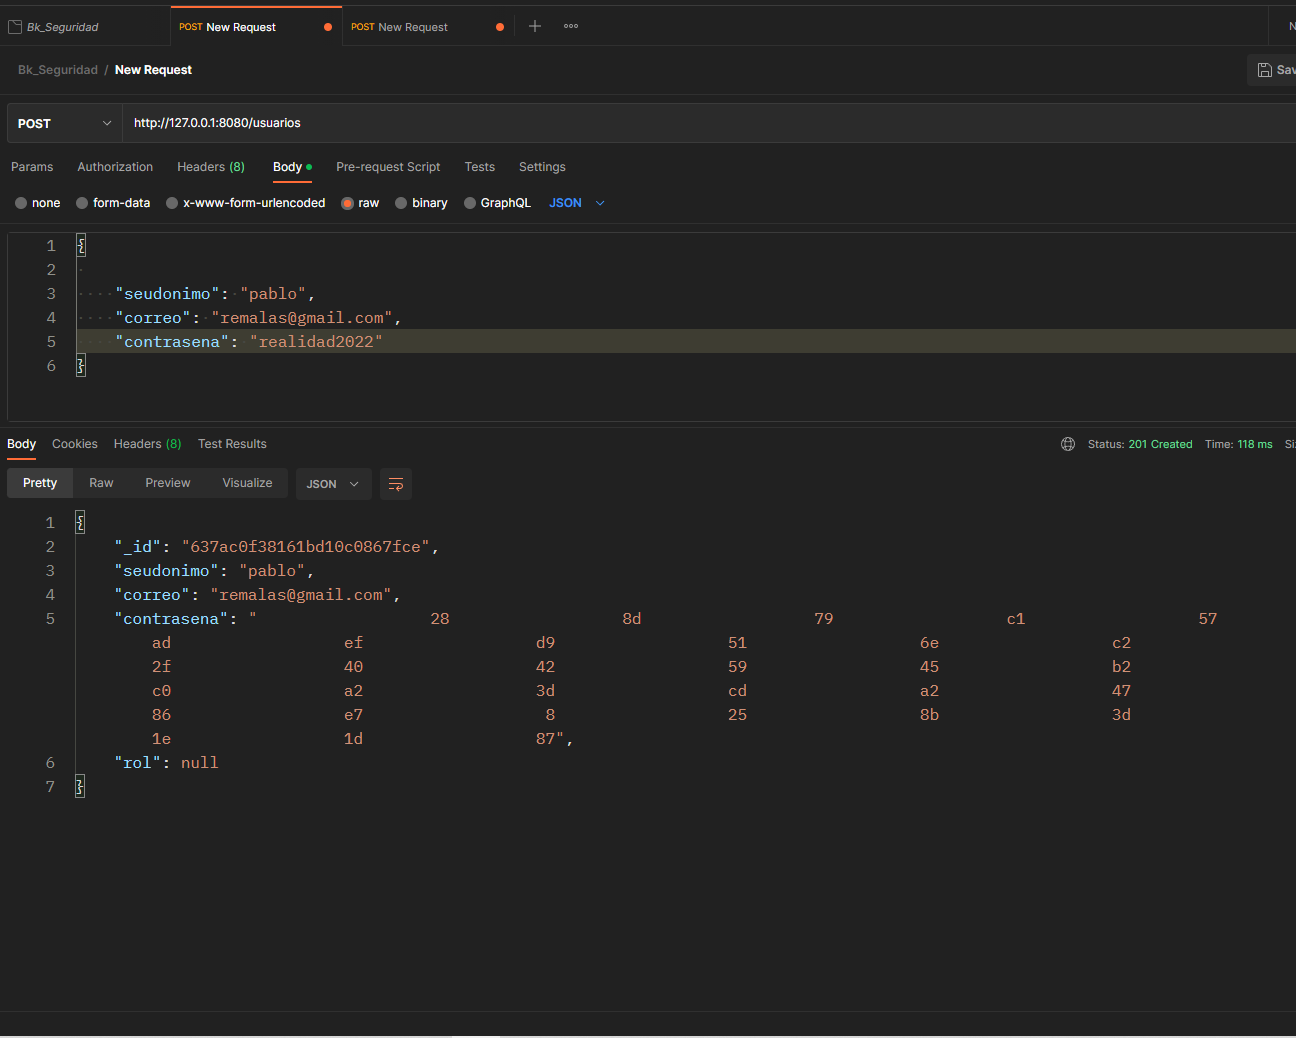 Bk_Seguridad POST New Request POST New Request
Bk_Seguridad / New Request
POST http://127.0.0.1:8080/usuarios
Params Authorization Headers (8) Body Pre-request Script Tests Settings
none form-data x-www-form-urlencoded raw binary GraphQL JSON
1 {
2
3 "seudonimo": "pablo",
4 "correo": "remalas@gmail.com",
5 "contrasena": "realidad2022"
6 }
Body Cookies Headers (8) Test Results Status: 201 Created Time: 118 ms
Pretty Raw Preview Visualize JSON
1 {
2 "_id": "637ac0f38161bd10c0867fce",
3 "seudonimo": "pablo",
4 "correo": "remalas@gmail.com",
5 "contrasena": " 28 8d 79 c1 57
ad ef d9 51 6e c2
2f 40 42 59 45 b2
c0 a2 3d cd a2 47
86 e7 8 25 8b 3d
1e 1d 87",
6 "rol": null
7 }